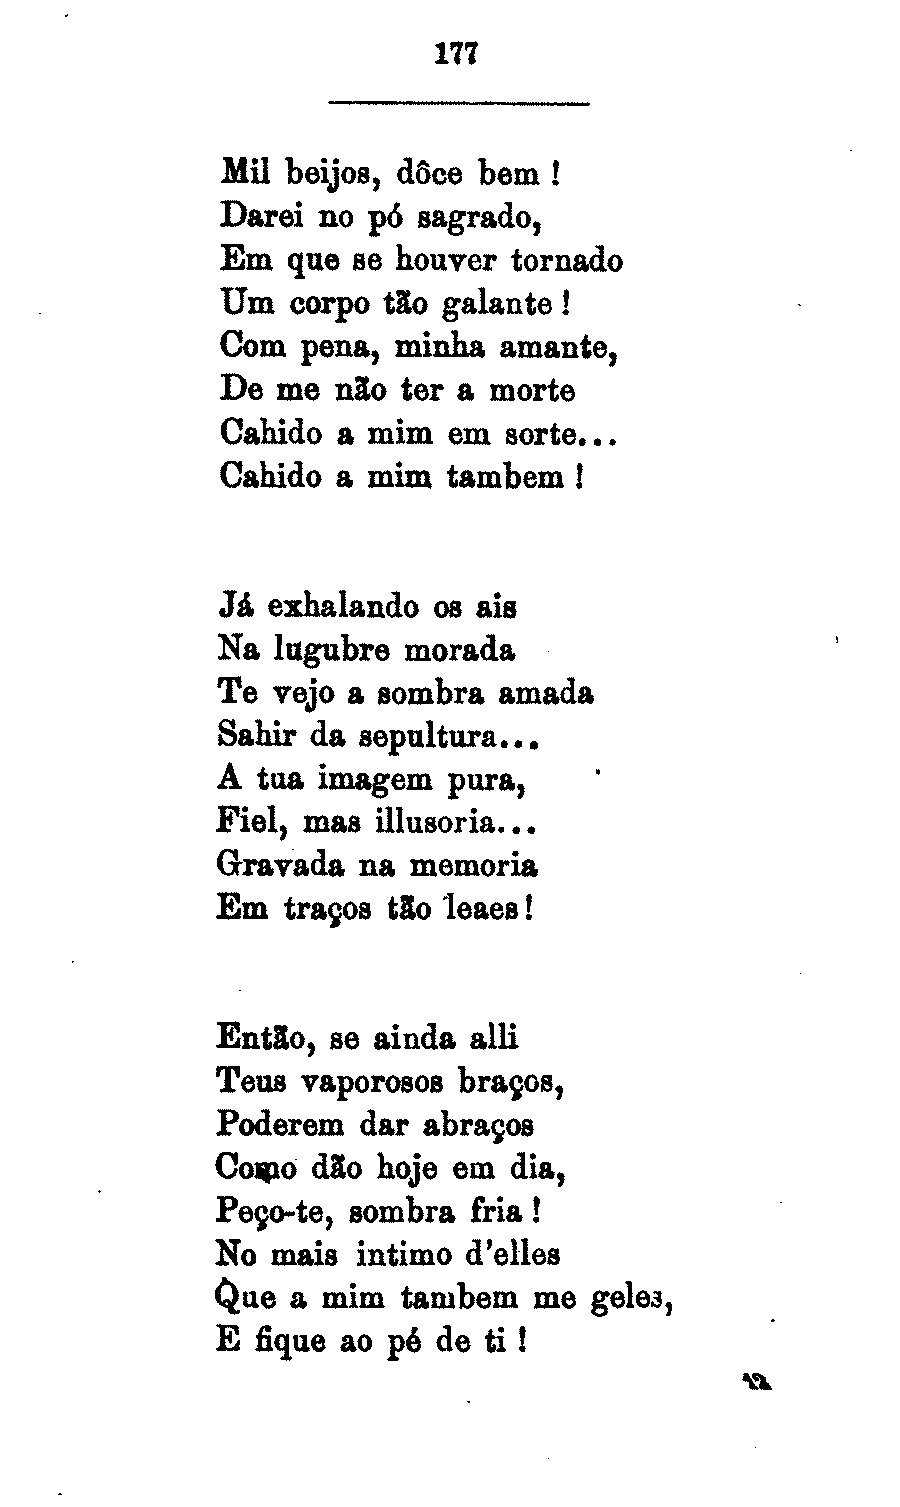 177
Mil beijos, dôce bem !
Darei no pó sagrado,
Em que se houver tornado
Um corpo tão galante !
Com pena, minha amante,
De me não ter a morte
Cahido a mim em sorte...
Cahido a mim tambem !
Já exhalando os ais
Na lugubre morada
Te vejo a sombra amada
Sahir da sepultura...
A tua imagem pura,
Fiel, mas illusoria...
Gravada na memoria
Em traços tão leaes !
Então, se ainda alli
Teus vaporosos braços,
Poderem dar abraços
Como dão hoje em dia,
Peço-te, sombra fria !
No mais intimo d'elles
Que a mim tambem me geles,
E fique ao pé de ti !
12